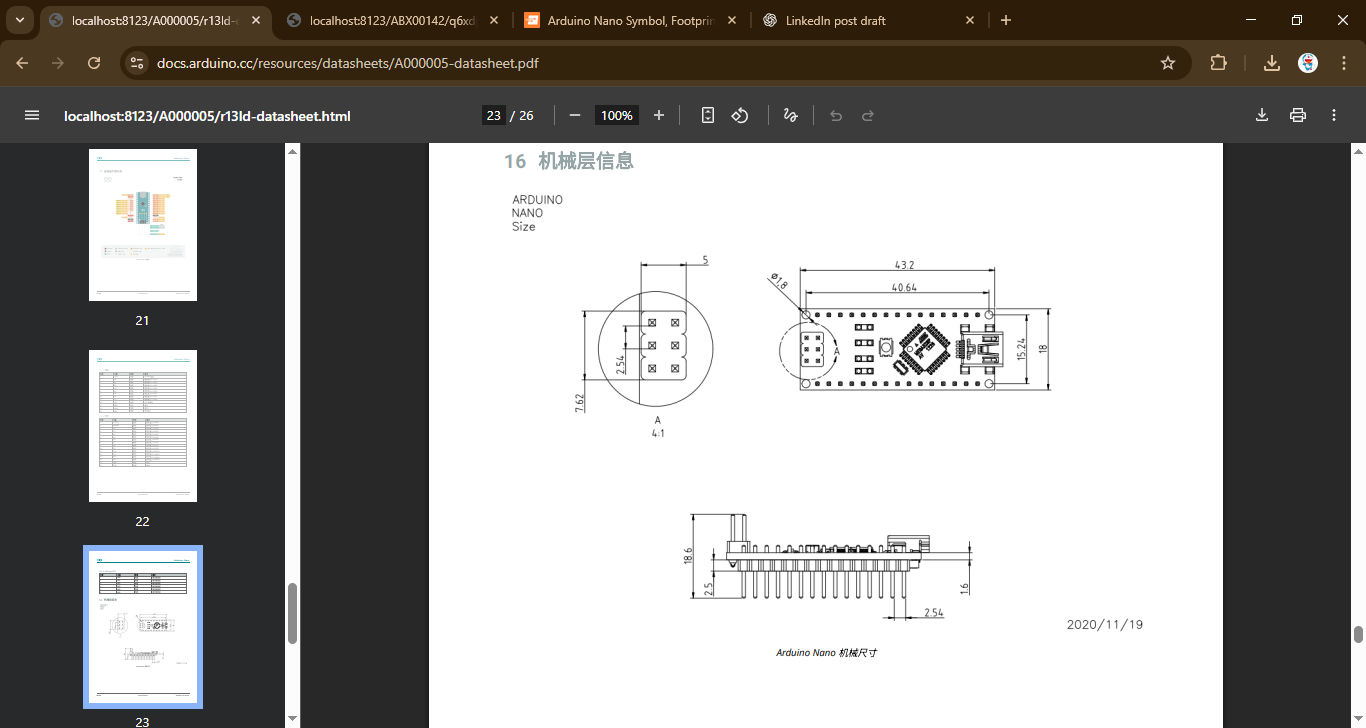 localhost:8123/A000005/r13ld-
localhost:8123/ABX00142/q6xd
Arduino Nano Symbol, Footprin
LinkedIn post draft
docs.arduino.cc/resources/datasheets/A000005-datasheet.pdf
localhost:8123/A000005/r13ld-datasheet.html
23 / 26
100%
21
22
23
16 机械层信息
ARDUINO
NANO
Size
5
7.62
2.54
A
4:1
⌀1.8
43.2
40.64
A
15.24
18
18.6
2.5
1.6
2.54
2020/11/19
Arduino Nano 机械尺寸